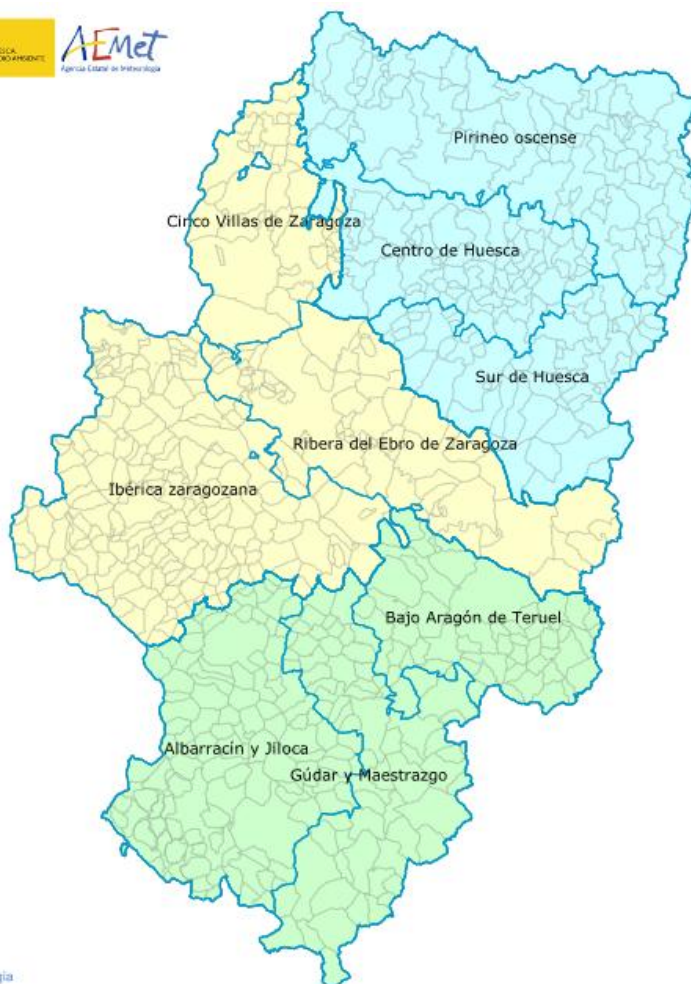 AEMet
Agencia Estatal de Meteorología
Pirineo oscense
Cinco Villas de Zaragoza
Centro de Huesca
Sur de Huesca
Ribera del Ebro de Zaragoza
Ibérica zaragozana
Bajo Aragón de Teruel
Albarracín y Jiloca
Gúdar y Maestrazgo
gía